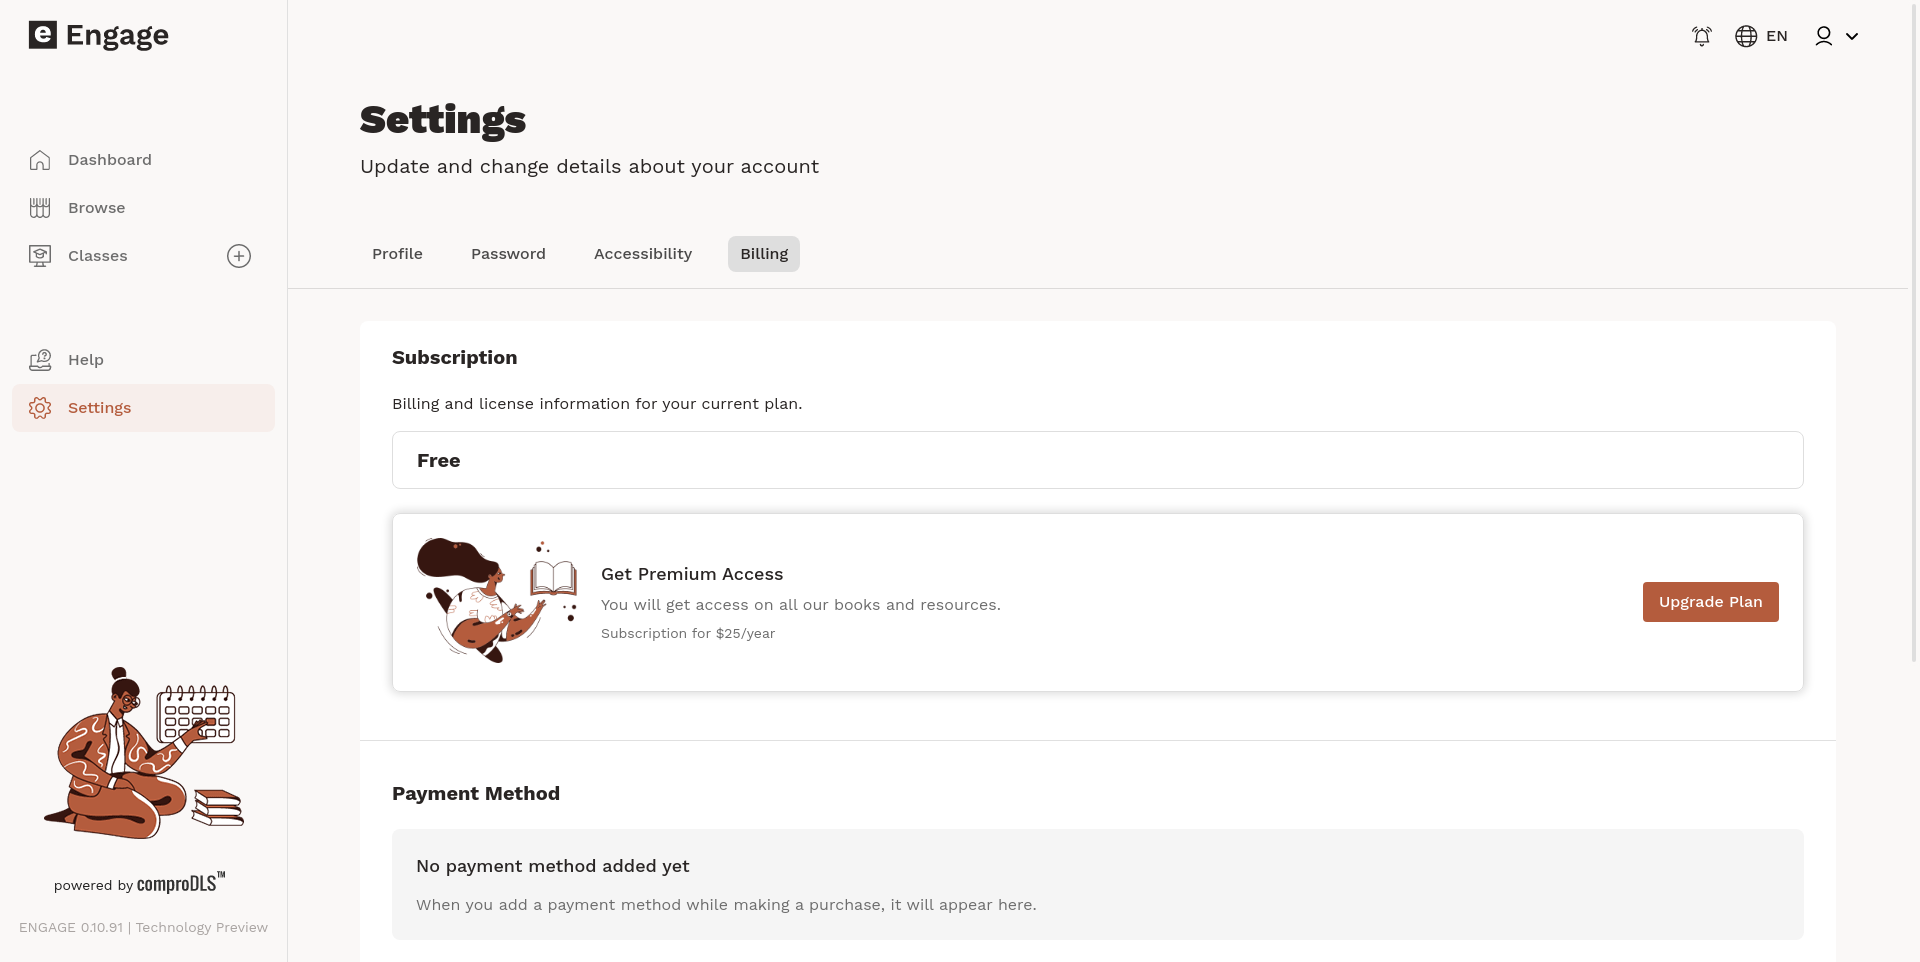 e Engage
EN
Dashboard
Browse
Classes
Help
Settings
powered by comproDLS™
ENGAGE 0.10.91 | Technology Preview
Settings
Update and change details about your account
Profile
Password
Accessibility
Billing
Subscription
Billing and license information for your current plan.
Free
Get Premium Access
You will get access on all our books and resources.
Subscription for $25/year
Upgrade Plan
Payment Method
No payment method added yet
When you add a payment method while making a purchase, it will appear here.